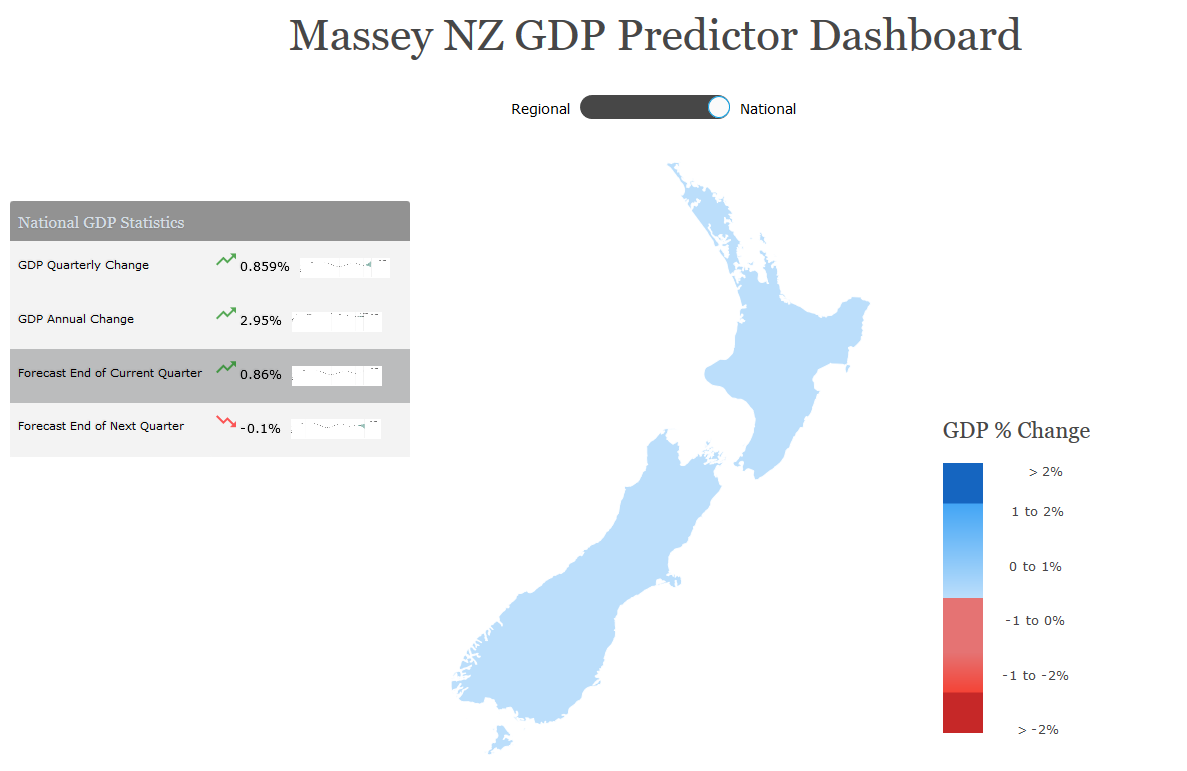 Massey NZ GDP Predictor Dashboard
Regional National
National GDP Statistics
GDP Quarterly Change 0.859%
GDP Annual Change 2.95%
Forecast End of Current Quarter 0.86%
Forecast End of Next Quarter -0.1%
GDP % Change
> 2%
1 to 2%
0 to 1%
-1 to 0%
-1 to -2%
> -2%